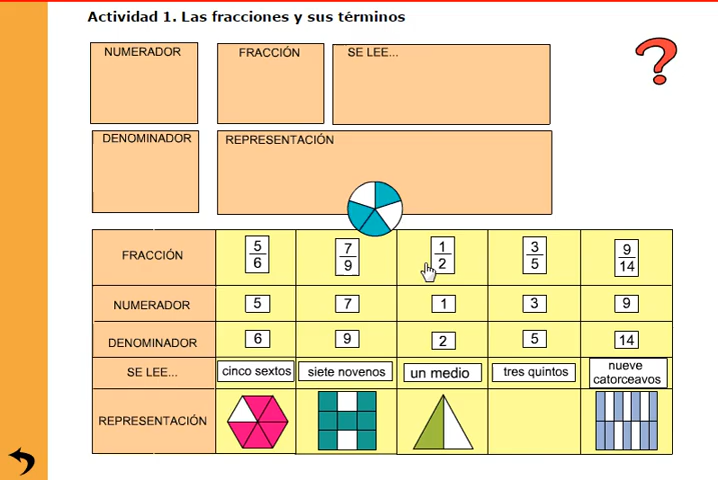 Actividad 1. Las fracciones y sus términos
NUMERADOR
FRACCIÓN
SE LEE...
?
DENOMINADOR
REPRESENTACIÓN
FRACCIÓN
5
6
7
9
1
2
3
5
9
14
NUMERADOR
5
7
1
3
9
DENOMINADOR
6
9
2
5
14
SE LEE...
cinco sextos
siete novenos
un medio
tres quintos
nueve
catorceavos
REPRESENTACIÓN